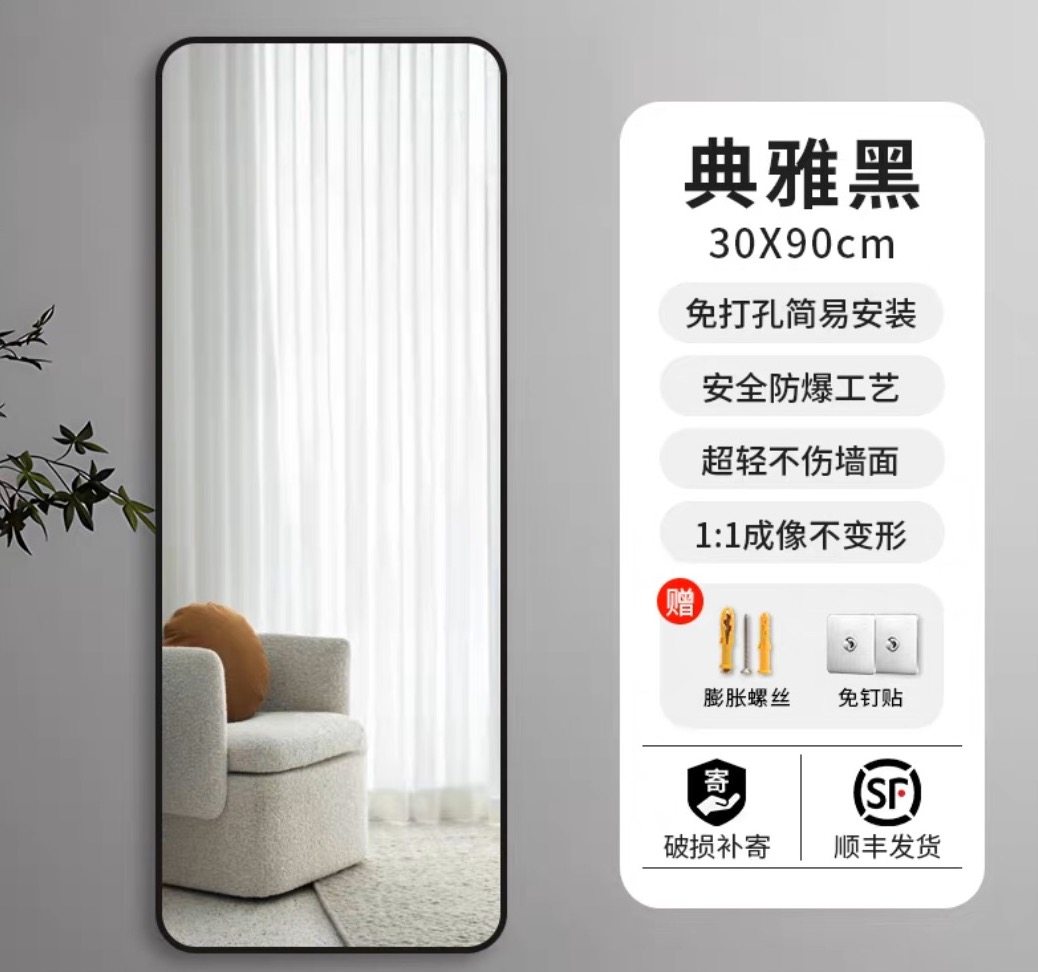 典雅黑
30X90cm
免打孔简易安装
安全防爆工艺
超轻不伤墙面
1:1成像不变形
赠
膨胀螺丝 免钉贴
寄 SF
破损补寄 顺丰发货